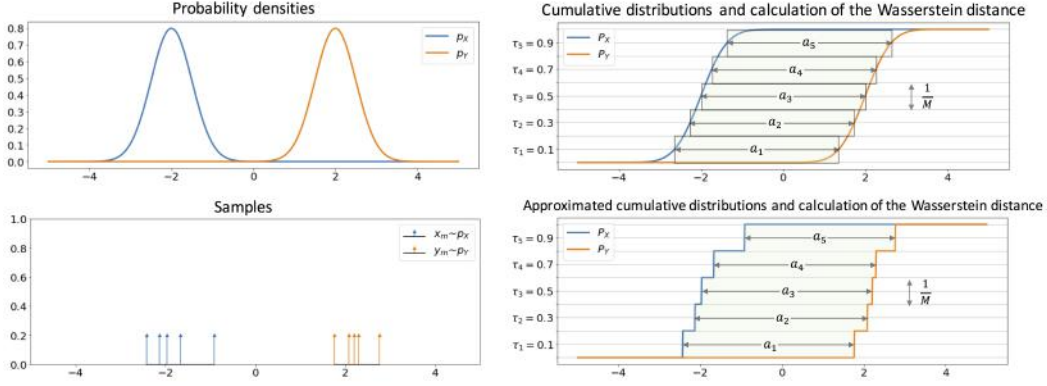 Probability densities
0.8
0.7
0.6
0.5
0.4
0.3
0.2
0.1
0.0
p_X
p_Y
−4 −2 0 2 4
Cumulative distributions and calculation of the Wasserstein distance
P_X
P_Y
τ₅ = 0.9
τ₄ = 0.7
τ₃ = 0.5
τ₂ = 0.3
τ₁ = 0.1
a₅
a₄
a₃
a₂
a₁
1/M
−4 −2 0 2 4
Samples
1.0
0.8
0.6
0.4
0.2
0.0
x_m~p_X
y_m~p_Y
−4 −2 0 2 4
Approximated cumulative distributions and calculation of the Wasserstein distance
P_X
P_Y
τ₅ = 0.9
τ₄ = 0.7
τ₃ = 0.5
τ₂ = 0.3
τ₁ = 0.1
a₅
a₄
a₃
a₂
a₁
1/M
−4 −2 0 2 4